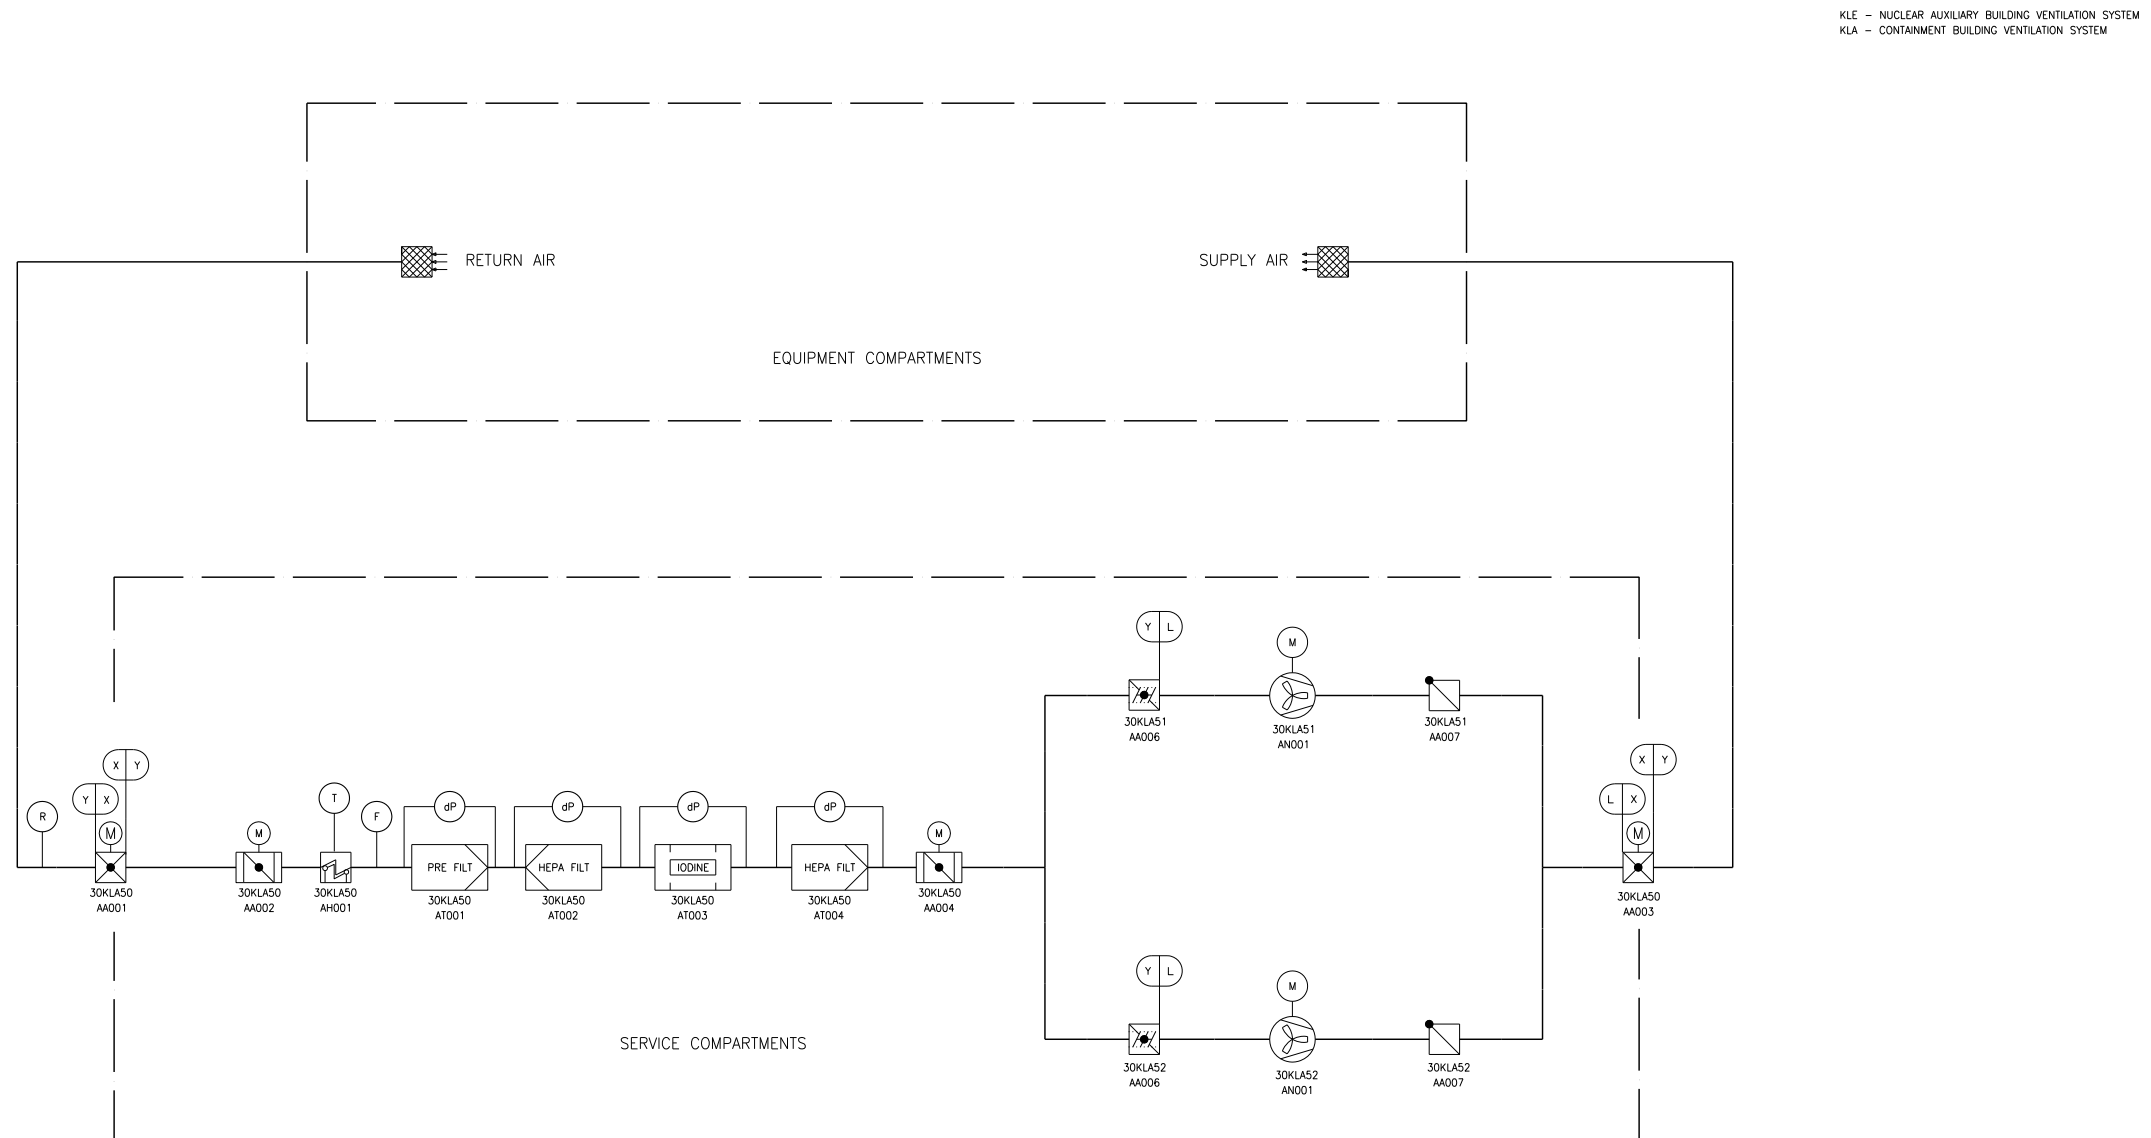 KLE – NUCLEAR AUXILIARY BUILDING VENTILATION SYSTEM
KLA – CONTAINMENT BUILDING VENTILATION SYSTEM
RETURN AIR
SUPPLY AIR
EQUIPMENT COMPARTMENTS
Y L
M
30KLA51
AA006
30KLA51
AN001
30KLA51
AA007
R
Y X
X Y
M
30KLA50
AA001
M
30KLA50
AA002
T
30KLA50
AH001
F
dP
PRE FILT
30KLA50
AT001
dP
HEPA FILT
30KLA50
AT002
dP
IODINE
30KLA50
AT003
dP
HEPA FILT
30KLA50
AT004
M
30KLA50
AA004
X Y
L X
M
30KLA50
AA003
SERVICE COMPARTMENTS
Y L
M
30KLA52
AA006
30KLA52
AN001
30KLA52
AA007